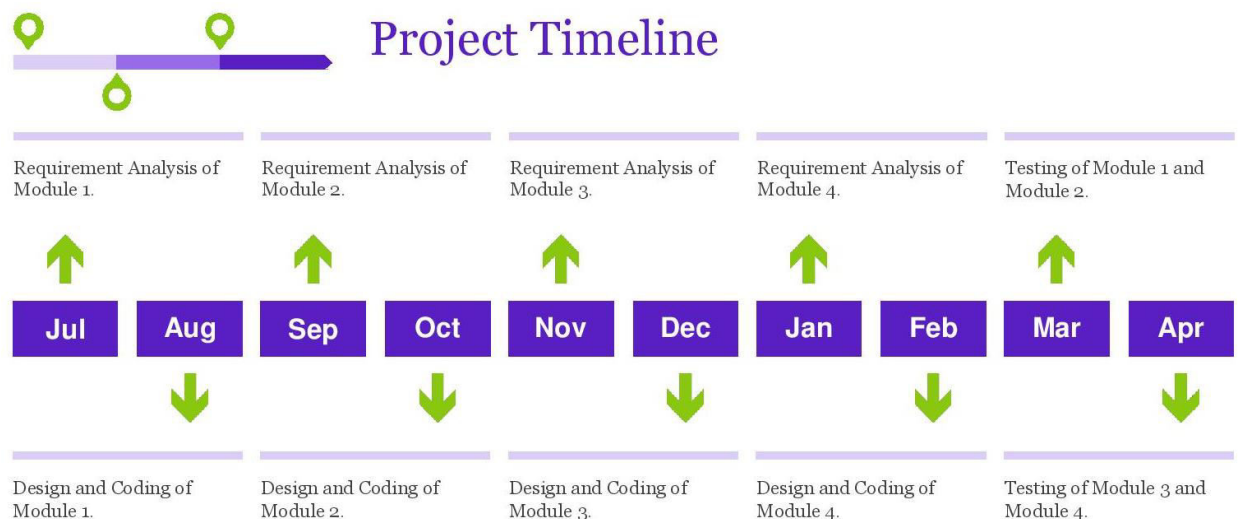 Project Timeline
Requirement Analysis of
Module 1.
Requirement Analysis of
Module 2.
Requirement Analysis of
Module 3.
Requirement Analysis of
Module 4.
Testing of Module 1 and
Module 2.
Jul
Aug
Sep
Oct
Nov
Dec
Jan
Feb
Mar
Apr
Design and Coding of
Module 1.
Design and Coding of
Module 2.
Design and Coding of
Module 3.
Design and Coding of
Module 4.
Testing of Module 3 and
Module 4.